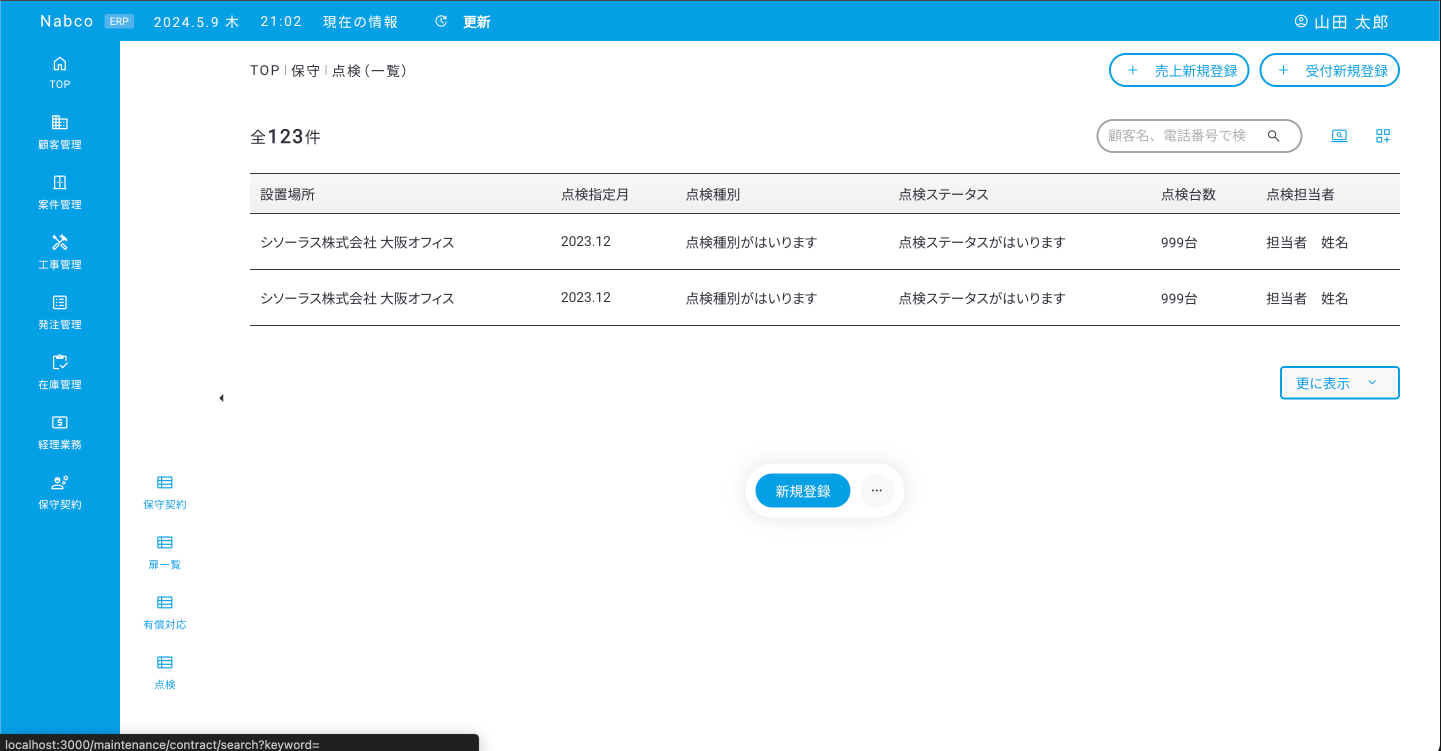 Nabco ERP 2024.5.9 木 21:02 現在の情報 更新 山田 太郎
TOP
顧客管理
案件管理
工事管理
発注管理
在庫管理
経理業務
保守契約
保守契約
扉一覧
有償対応
点検
TOP | 保守 | 点検（一覧）
＋ 売上新規登録 ＋ 受付新規登録
全123件
顧客名、電話番号で検
設置場所 点検指定月 点検種別 点検ステータス 点検台数 点検担当者
シソーラス株式会社 大阪オフィス 2023.12 点検種別がはいります 点検ステータスがはいります 999台 担当者　姓名
シソーラス株式会社 大阪オフィス 2023.12 点検種別がはいります 点検ステータスがはいります 999台 担当者　姓名
更に表示
新規登録 …
localhost:3000/maintenance/contract/search?keyword=